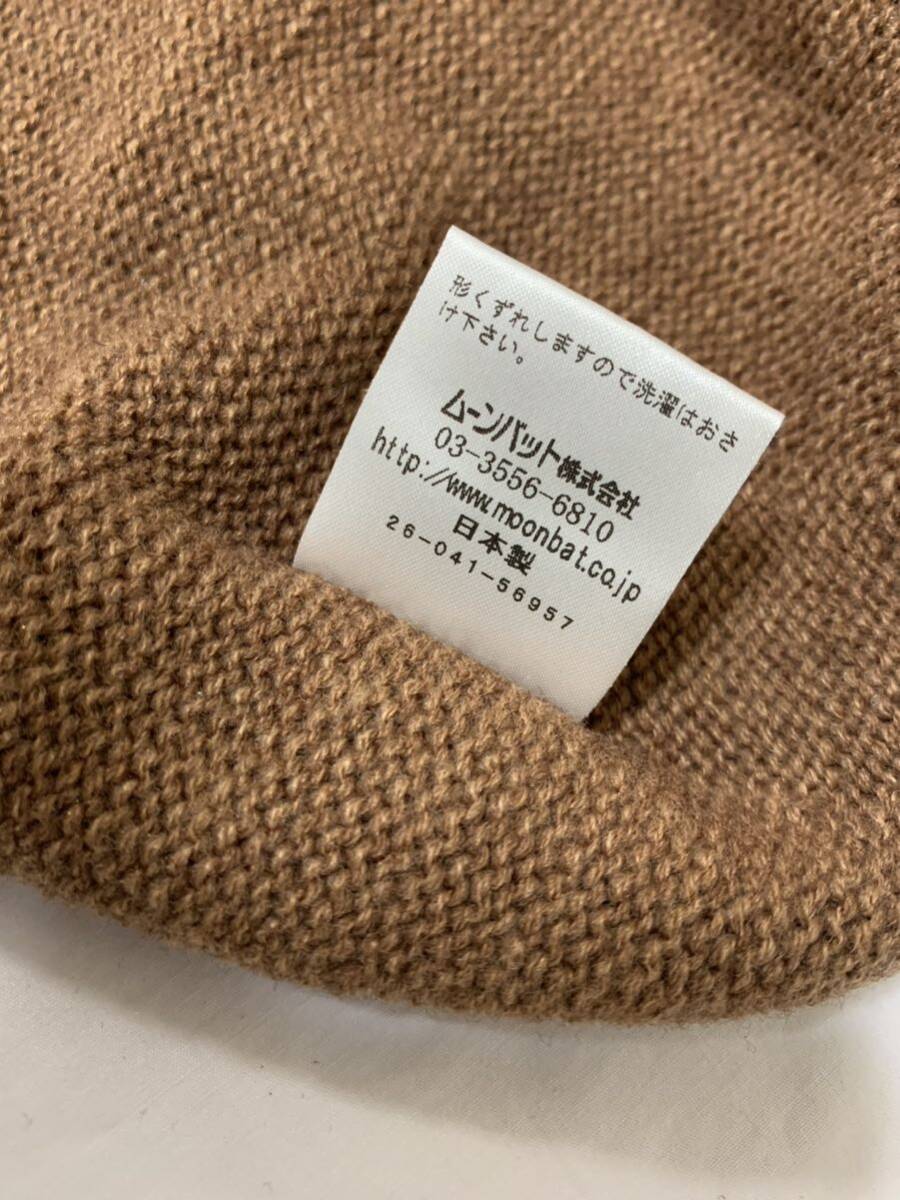 形くずれしますので洗濯はおさ
け下さい。
ムーンバット株式会社
03-3556-6810
http://www.moonbat.co.jp
日本製
26-041-56957